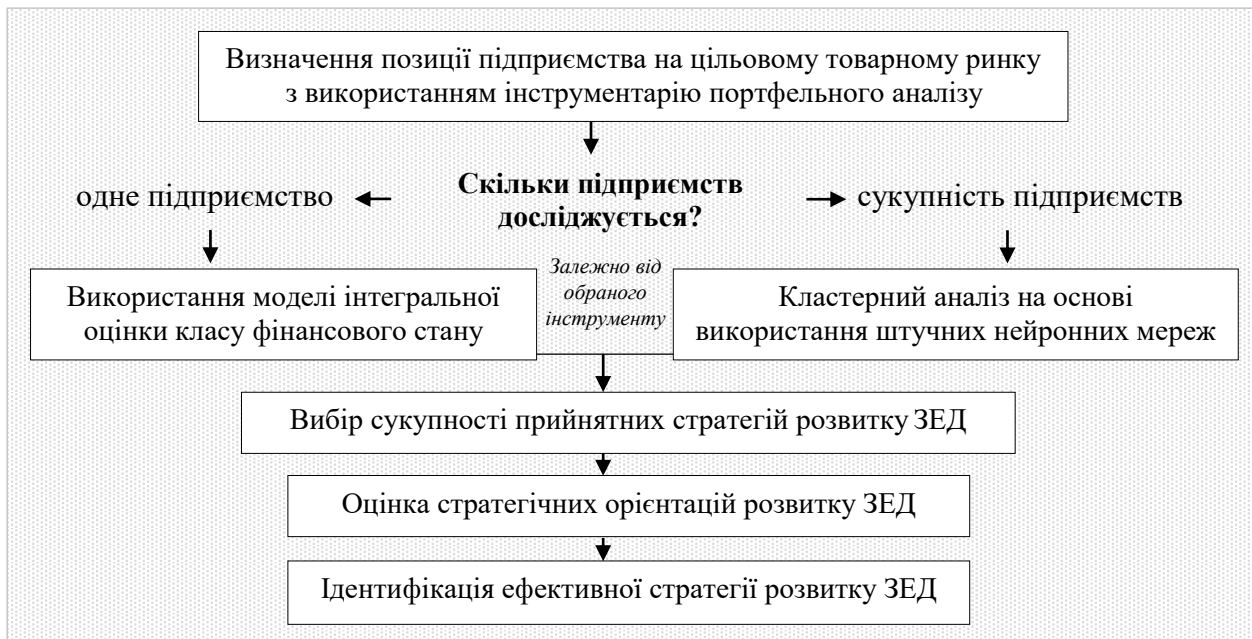 Визначення позиції підприємства на цільовому товарному ринку
з використанням інструментарію портфельного аналізу
одне підприємство
Скільки підприємств
досліджується?
сукупність підприємств
Використання моделі інтегральної
оцінки класу фінансового стану
Залежно від
обраного
інструменту
Кластерний аналіз на основі
використання штучних нейронних мереж
Вибір сукупності прийнятних стратегій розвитку ЗЕД
Оцінка стратегічних орієнтацій розвитку ЗЕД
Ідентифікація ефективної стратегії розвитку ЗЕД